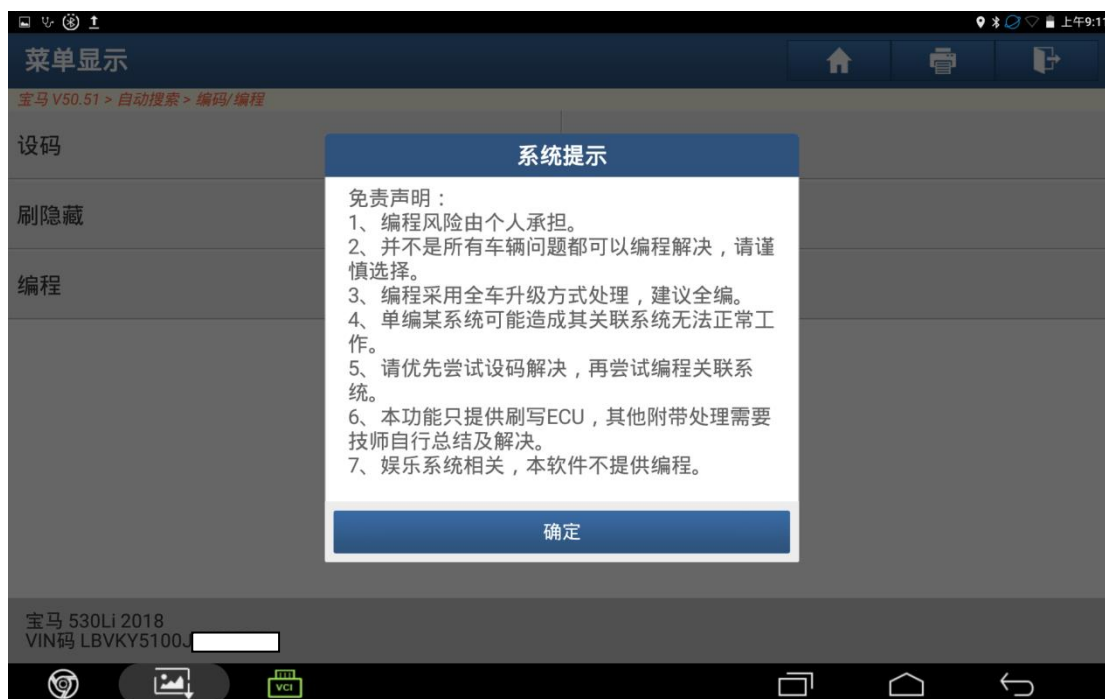 上午9:11
菜单显示
宝马 V50.51 > 自动搜索 > 编码/编程
设码
刷隐藏
编程
系统提示
免责声明：
1、编程风险由个人承担。
2、并不是所有车辆问题都可以编程解决，请谨
慎选择。
3、编程采用全车升级方式处理，建议全编。
4、单编某系统可能造成其关联系统无法正常工
作。
5、请优先尝试设码解决，再尝试编程关联系
统。
6、本功能只提供刷写ECU，其他附带处理需要
技师自行总结及解决。
7、娱乐系统相关，本软件不提供编程。
确定
宝马 530Li 2018
VIN码 LBVKY5100J
VCI